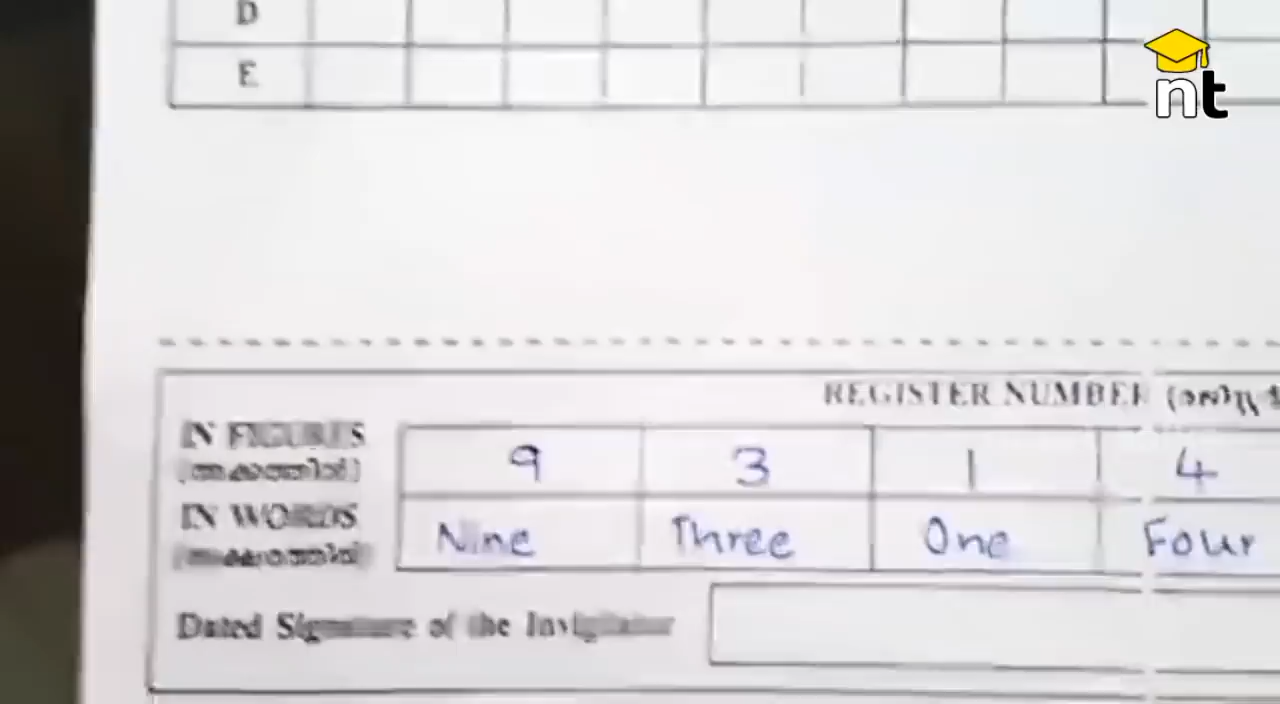 D
E
nt
REGISTER NUMBER
IN FIGURES 9 3 1 4
IN WORDS Nine Three One Four
Dated Signature of the Invigilator